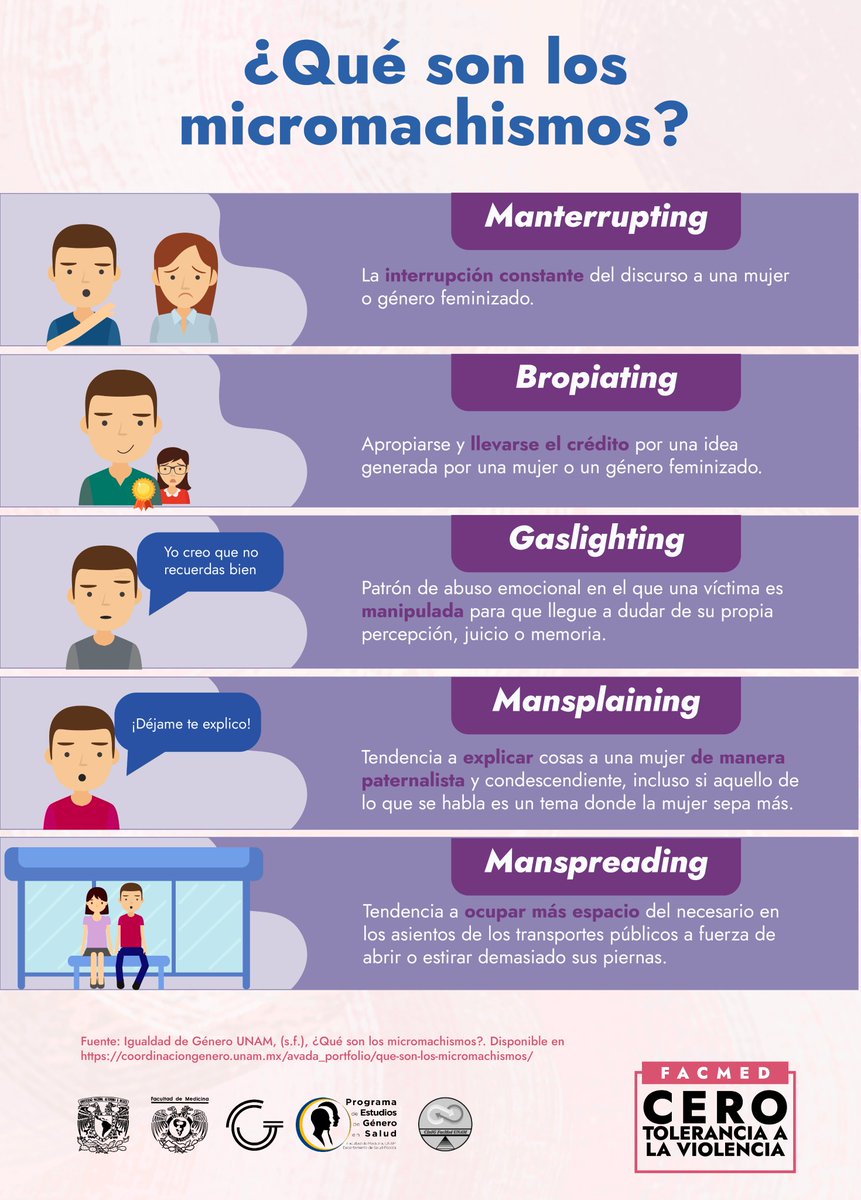 ¿Qué son los
micromachismos?
Manterrupting
La interrupción constante del discurso a una mujer
o género feminizado.
Bropiating
Apropiarse y llevarse el crédito por una idea
generada por una mujer o un género feminizado.
Yo creo que no
recuerdas bien
Gaslighting
Patrón de abuso emocional en el que una víctima es
manipulada para que llegue a dudar de su propia
percepción, juicio o memoria.
¡Déjame te explico!
Mansplaining
Tendencia a explicar cosas a una mujer de manera
paternalista y condescendiente, incluso si aquello de
lo que se habla es un tema donde la mujer sepa más.
Manspreading
Tendencia a ocupar más espacio del necesario en
los asientos de los transportes públicos a fuerza de
abrir o estirar demasiado sus piernas.
Fuente: Igualdad de Género UNAM, (s.f.), ¿Qué son los micromachismos?. Disponible en
https://coordinaciongenero.unam.mx/avada_portfolio/que-son-los-micromachismos/
Facultad de Medicina
Programa
de Estudios
de Género
en Salud
FACMED
CERO
TOLERANCIA A
LA VIOLENCIA